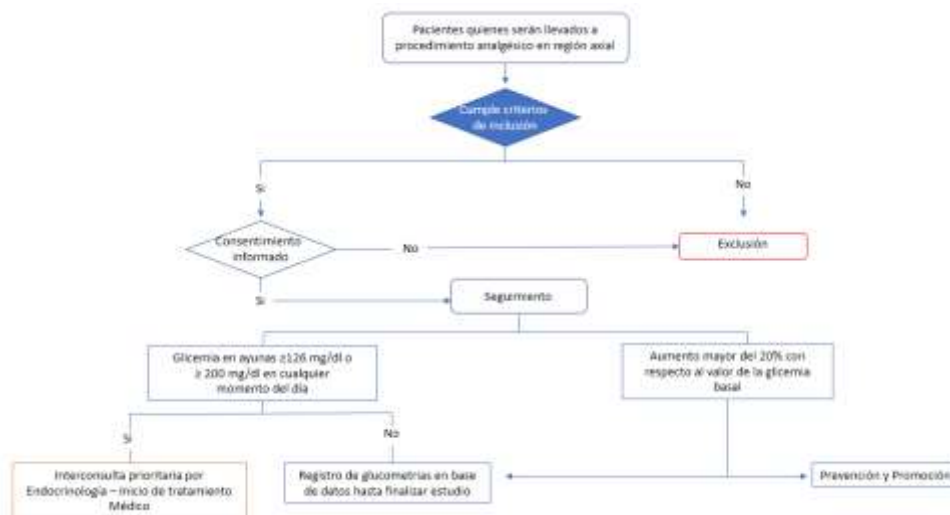 Pacientes quienes serán llevados a
procedimiento analgésico en región axial
Cumple criterios
de inclusión
Si
No
Consentimiento
informado
No
Exclusión
Si
Seguimiento
Glicemia en ayunas ≥126 mg/dl o
≥ 200 mg/dl en cualquier
momento del día
Aumento mayor del 20% con
respecto al valor de la glicemia
basal
Si
No
Interconsulta prioritaria por
Endocrinología – Inicio de tratamiento
Médico
Registro de glucometrias en base
de datos hasta finalizar estudio
Prevención y Promoción